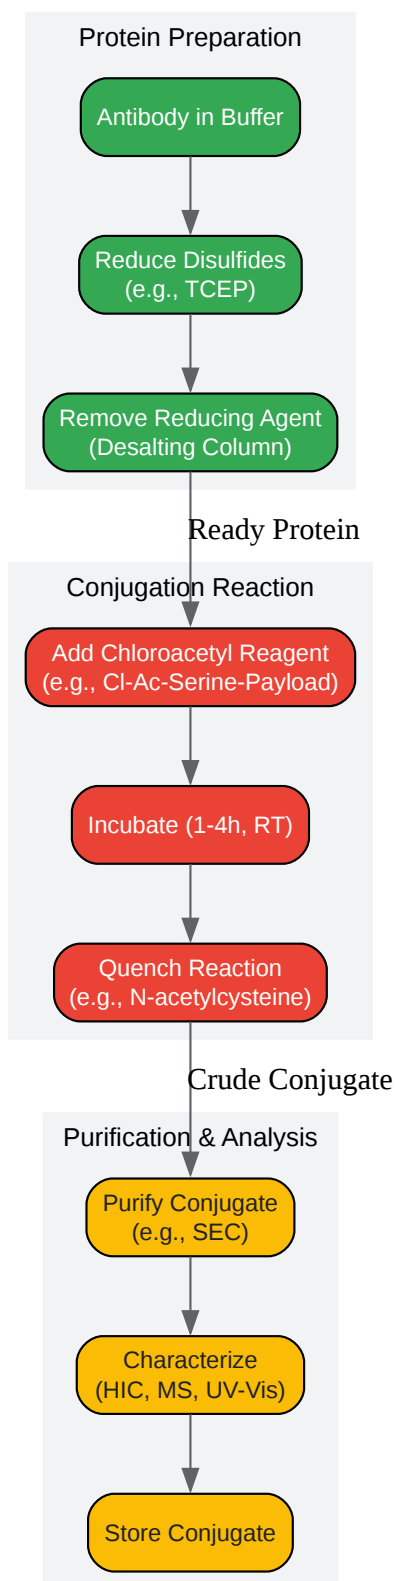 Protein Preparation
Antibody in Buffer
Reduce Disulfides
(e.g., TCEP)
Remove Reducing Agent
(Desalting Column)
Ready Protein
Conjugation Reaction
Add Chloroacetyl Reagent
(e.g., Cl-Ac-Serine-Payload)
Incubate (1-4h, RT)
Quench Reaction
(e.g., N-acetylcysteine)
Crude Conjugate
Purification & Analysis
Purify Conjugate
(e.g., SEC)
Characterize
(HIC, MS, UV-Vis)
Store Conjugate